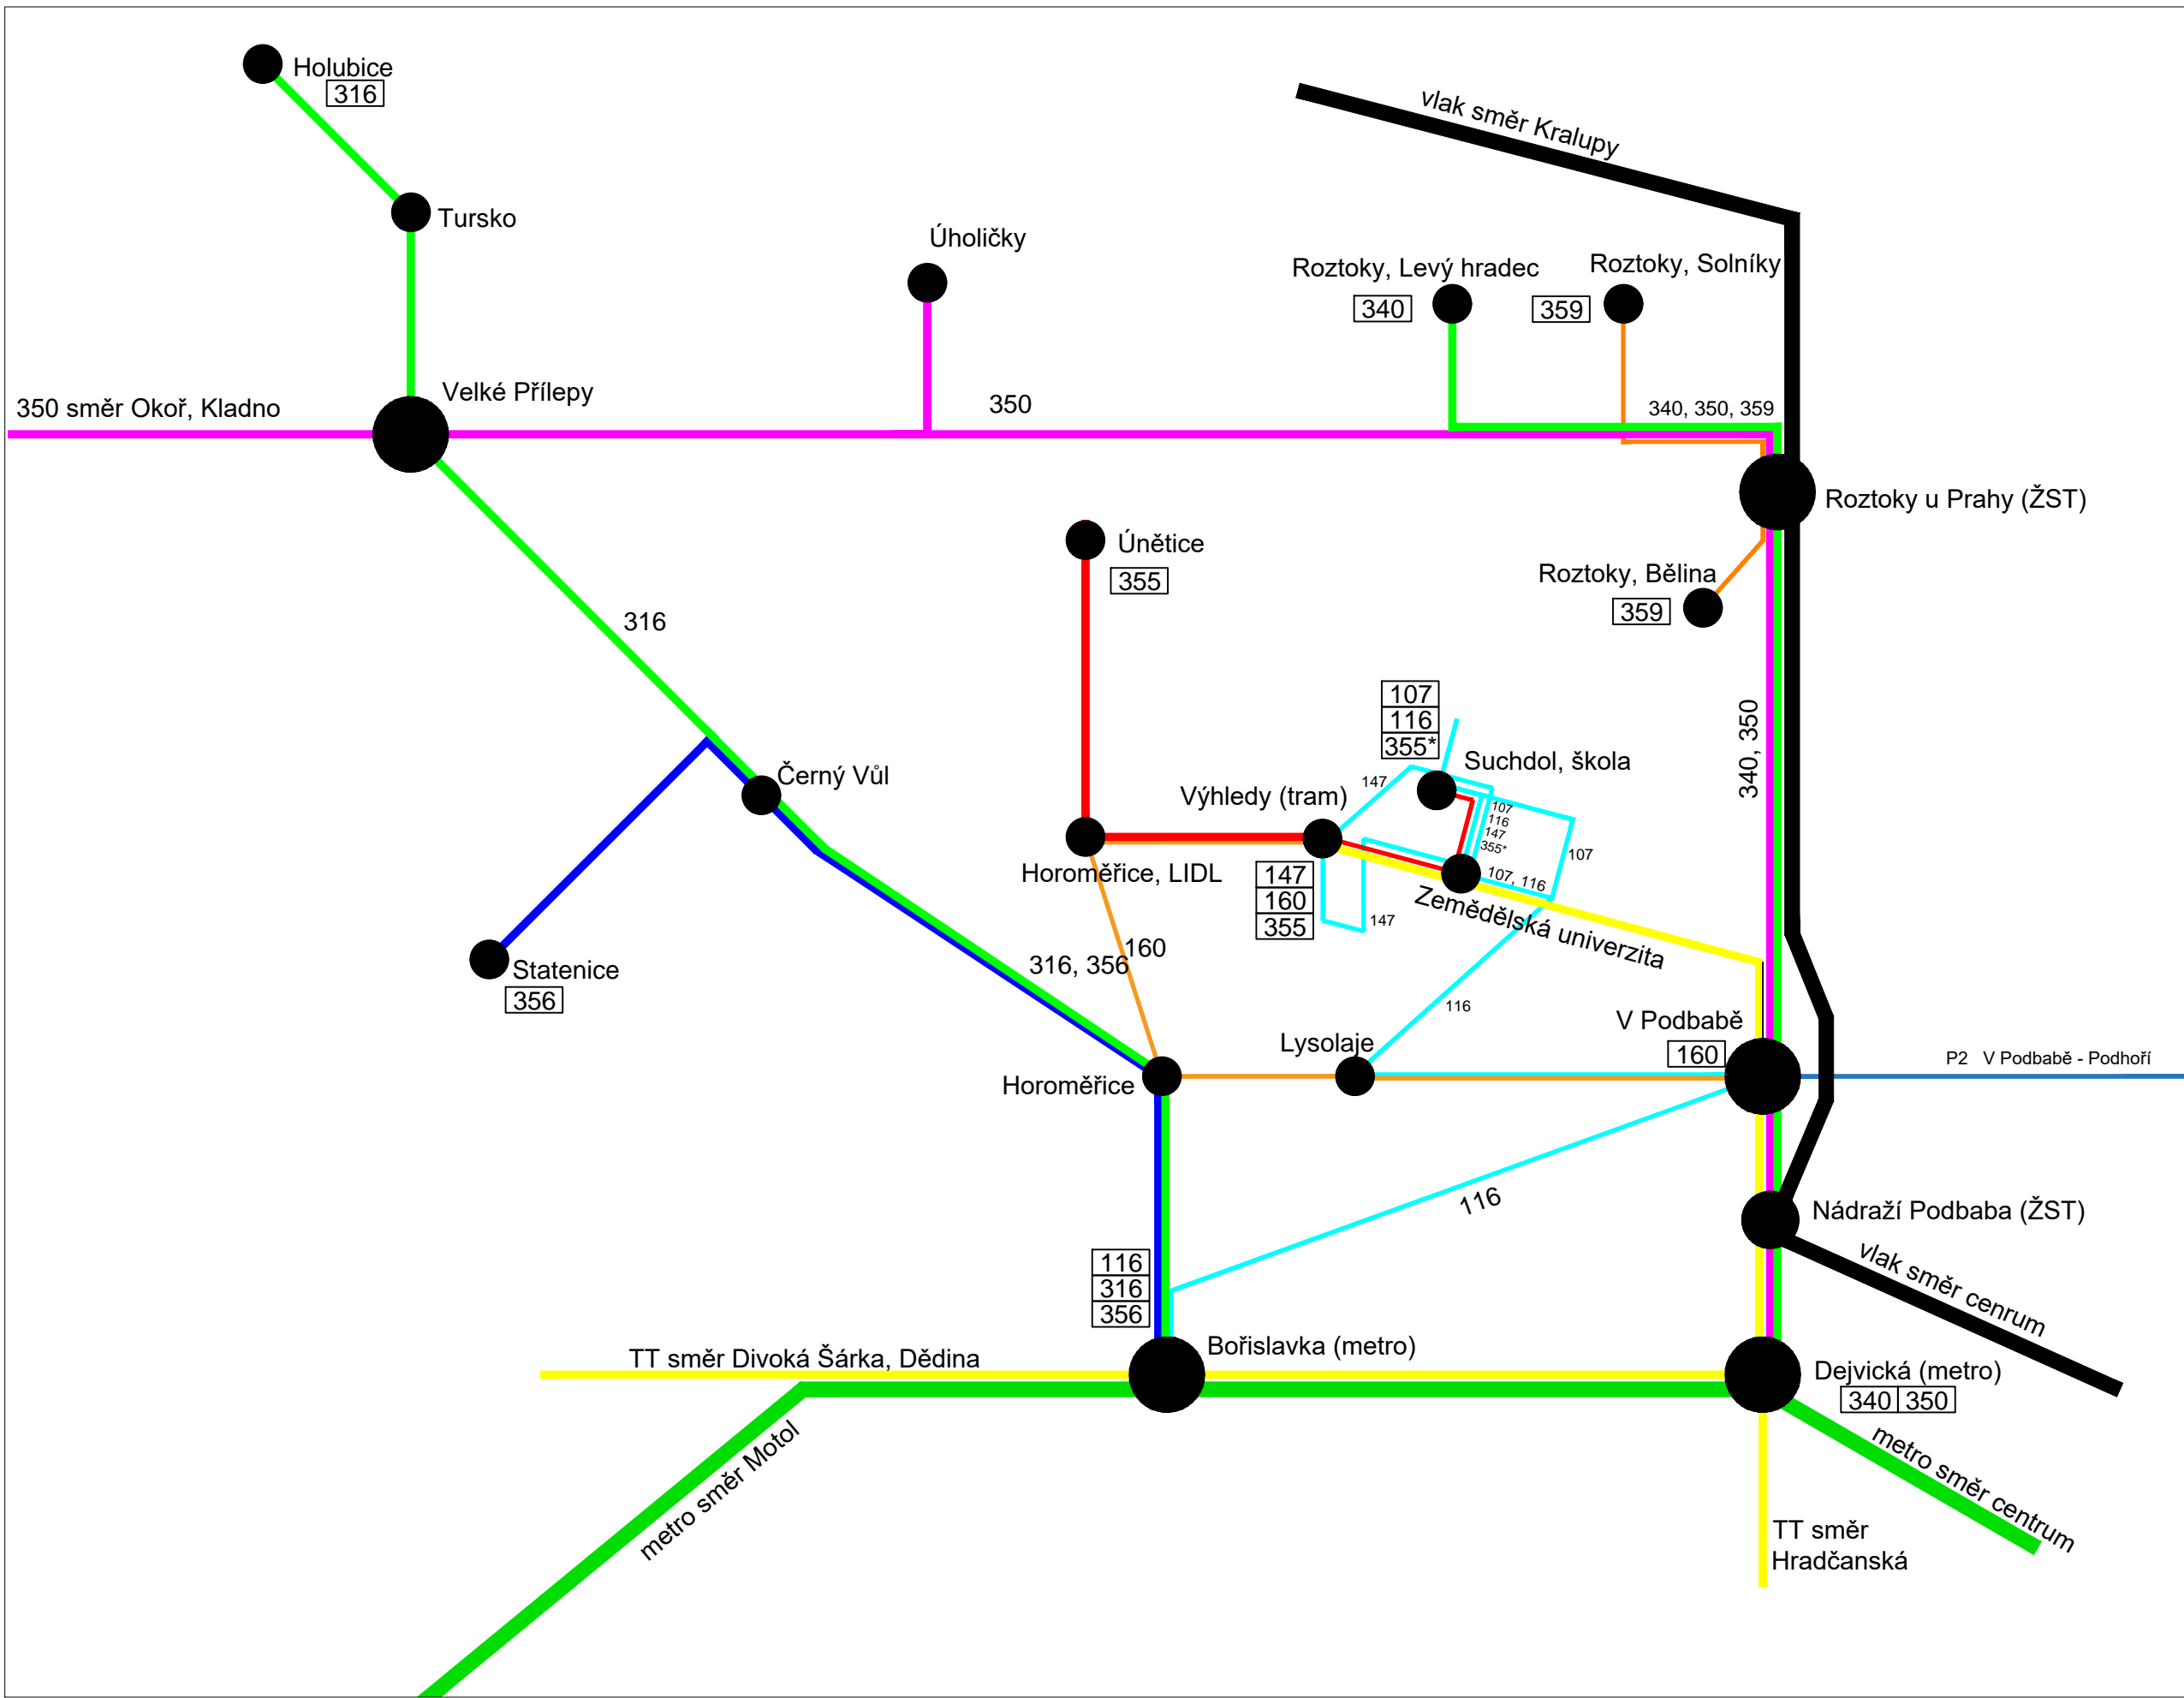 Holubice
316
vlak směr Kralupy
Tursko
Úholičky
Roztoky, Levý hradec
340
Roztoky, Solníky
359
350 směr Okoř, Kladno
Velké Přílepy
350
340, 350, 359
Roztoky u Prahy (ŽST)
Únětice
355
Roztoky, Bělina
359
316
107
116
355*
340, 350
Suchdol, škola
Černý Vůl
147
Výhledy (tram)
107
116
147
355*
107
Horoměřice, LIDL
147
160
355
107, 116
147
Zemědělská univerzita
160
316, 356
Statenice
356
116
V Podbabě
160
Lysolaje
P2 V Podbabě - Podhoří
Horoměřice
116
Nádraží Podbaba (ŽST)
vlak směr cenrum
116
316
356
Bořislavka (metro)
TT směr Divoká Šárka, Dědina
Dejvická (metro)
340 350
metro směr Motol
metro směr centrum
TT směr
Hradčanská